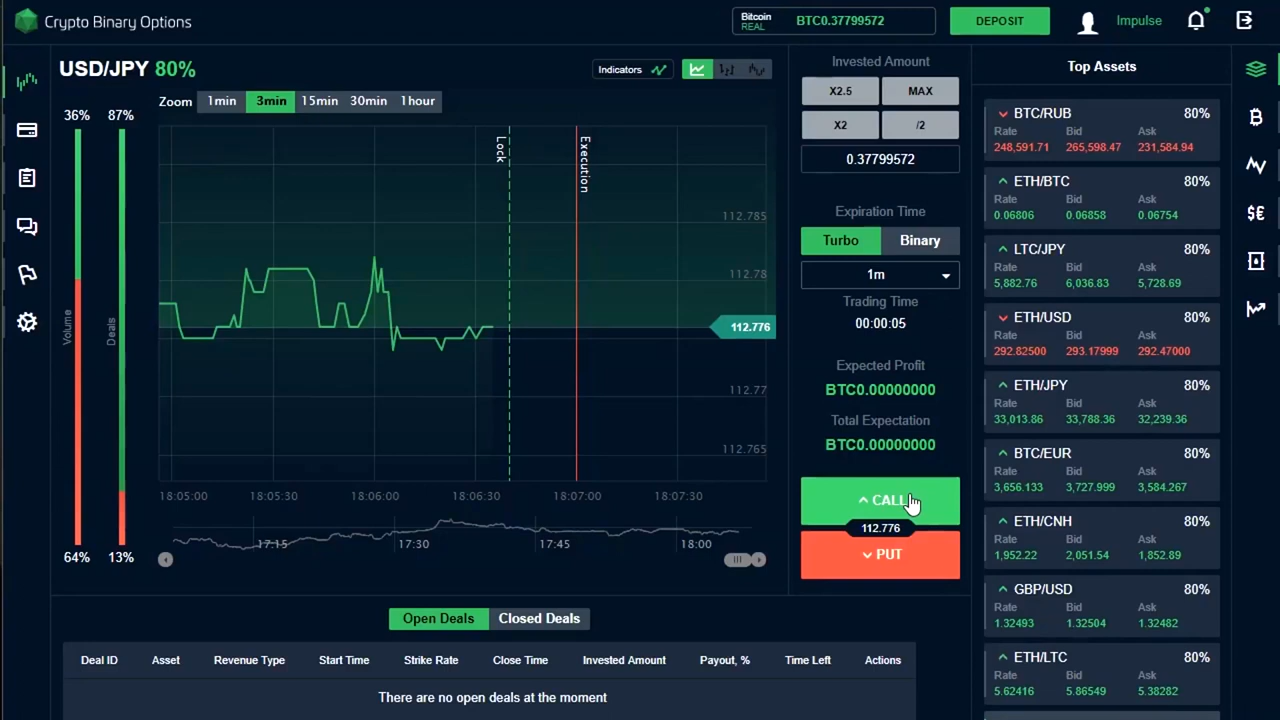 Crypto Binary Options
Bitcoin
REAL
BTC0.37799572
DEPOSIT
Impulse
USD/JPY 80%
Indicators
Zoom 1min 3min 15min 30min 1hour
36% 87%
Volume
Deals
64% 13%
Lock
Execution
112.785
112.78
112.776
112.77
112.765
18:05:00 18:05:30 18:06:00 18:06:30 18:07:00 18:07:30
17:15 17:30 17:45 18:00
Invested Amount
X2.5 MAX
X2 /2
0.37799572
Expiration Time
Turbo Binary
1m
Trading Time
00:00:05
Expected Profit
BTC0.00000000
Total Expectation
BTC0.00000000
CALL
112.776
PUT
Top Assets
BTC/RUB 80%
Rate Bid Ask
248,591.71 265,598.47 231,584.94
ETH/BTC 80%
Rate Bid Ask
0.06806 0.06858 0.06754
LTC/JPY 80%
Rate Bid Ask
5,882.76 6,036.83 5,728.69
ETH/USD 80%
Rate Bid Ask
292.82500 293.17999 292.47000
ETH/JPY 80%
Rate Bid Ask
33,013.86 33,788.36 32,239.36
BTC/EUR 80%
Rate Bid Ask
3,656.133 3,727.999 3,584.267
ETH/CNH 80%
Rate Bid Ask
1,952.22 2,051.54 1,852.89
GBP/USD 80%
Rate Bid Ask
1.32493 1.32504 1.32482
ETH/LTC 80%
Rate Bid Ask
5.62416 5.86549 5.38282
Open Deals Closed Deals
Deal ID Asset Revenue Type Start Time Strike Rate Close Time Invested Amount Payout, % Time Left Actions
There are no open deals at the moment